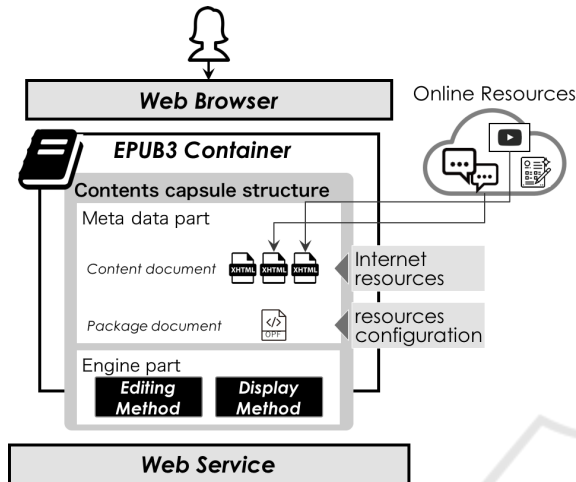 Web Browser
Online Resources
EPUB3 Container
Contents capsule structure
Meta data part
Content document
XHTML XHTML XHTML
Internet
resources
Package document
</>
OPF
resources
configuration
Engine part
Editing
Method
Display
Method
Web Service